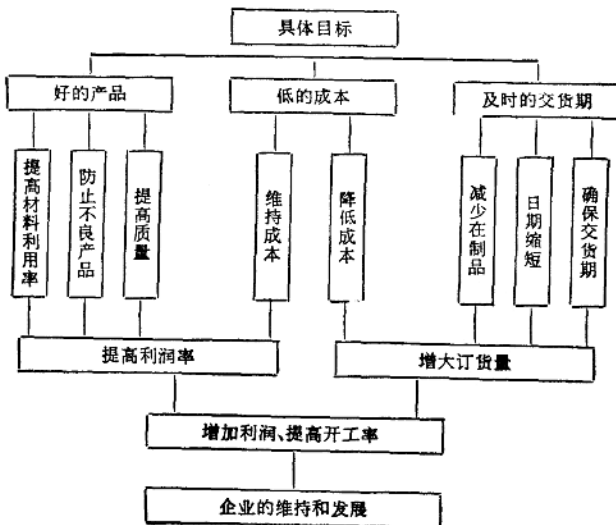 具体目标
好的产品
低的成本
及时的交货期
提高材料利用率
防止不良产品
提高质量
维持成本
降低成本
减少在制品
日期缩短
确保交货期
提高利润率
增大订货量
增加利润、提高开工率
企业的维持和发展